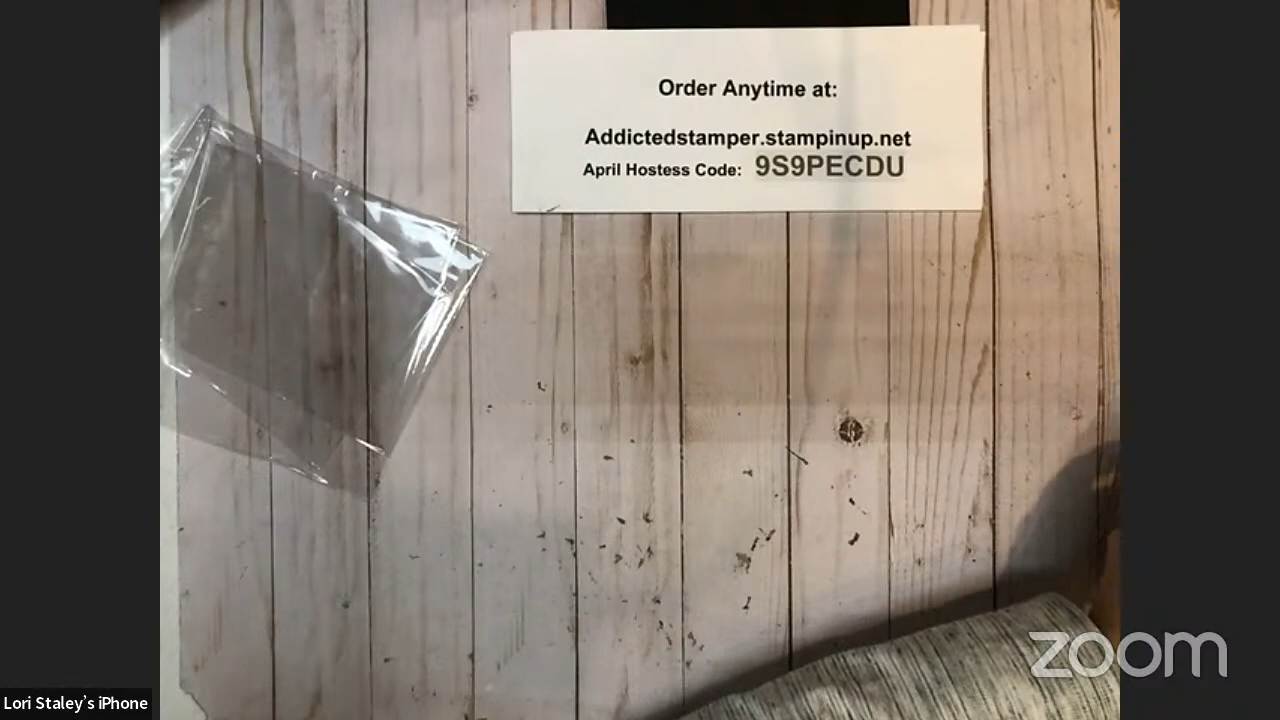 Order Anytime at:
Addictedstamper.stampinup.net
April Hostess Code: 9S9PECDU
zoom
Lori Staley's iPhone